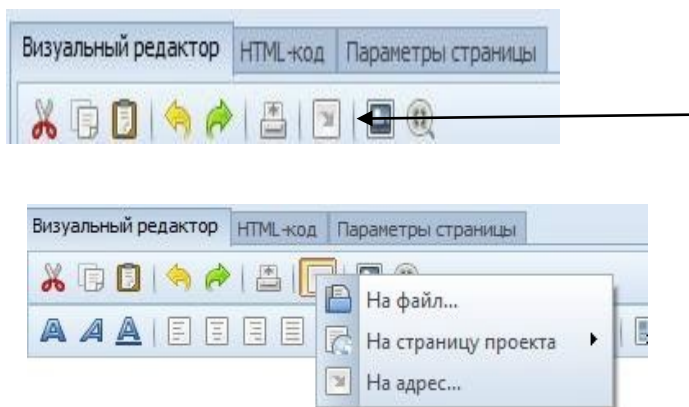 Визуальный редактор HTML-код Параметры страницы
Визуальный редактор HTML-код Параметры страницы
На файл...
На страницу проекта
На адрес...